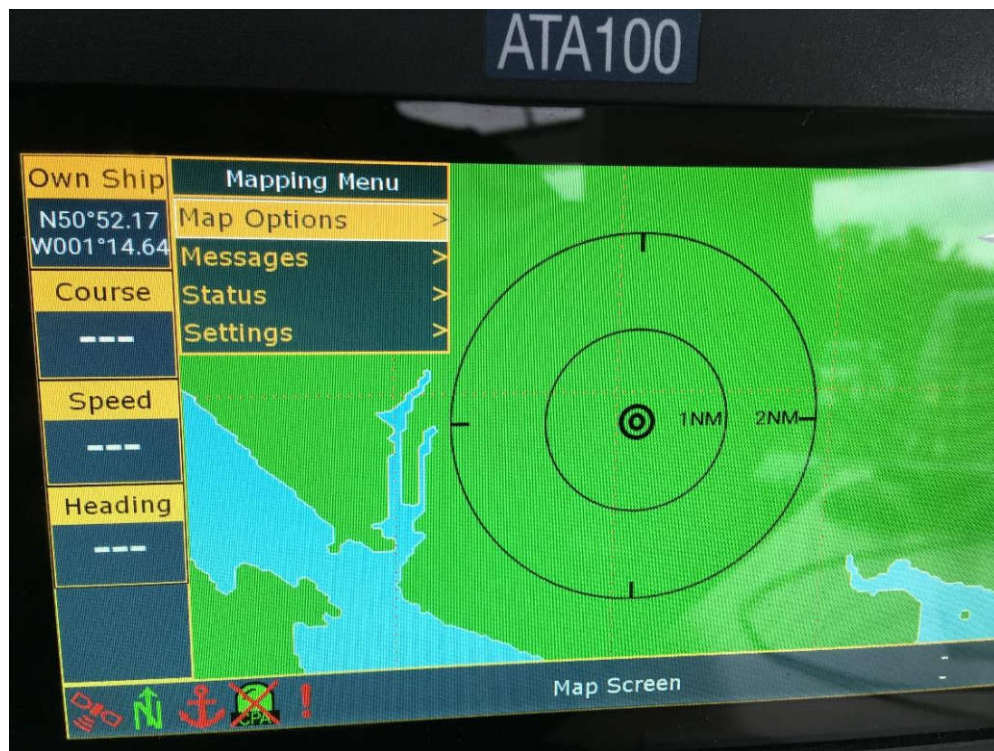 ATA100
Own Ship
N50°52.17
W001°14.64
Course
---
Speed
---
Heading
---
Mapping Menu
Map Options >
Messages >
Status >
Settings >
1NM 2NM
N
CPA
!
Map Screen
-
-